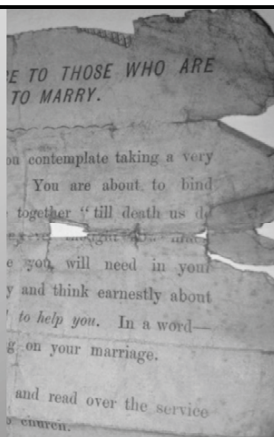 TO THOSE WHO ARE
TO MARRY.
contemplate taking a very
You are about to bind
together "till death us
you, will need in your
and think earnestly about
to help you. In a word—
on your marriage.
and read over the service
church.